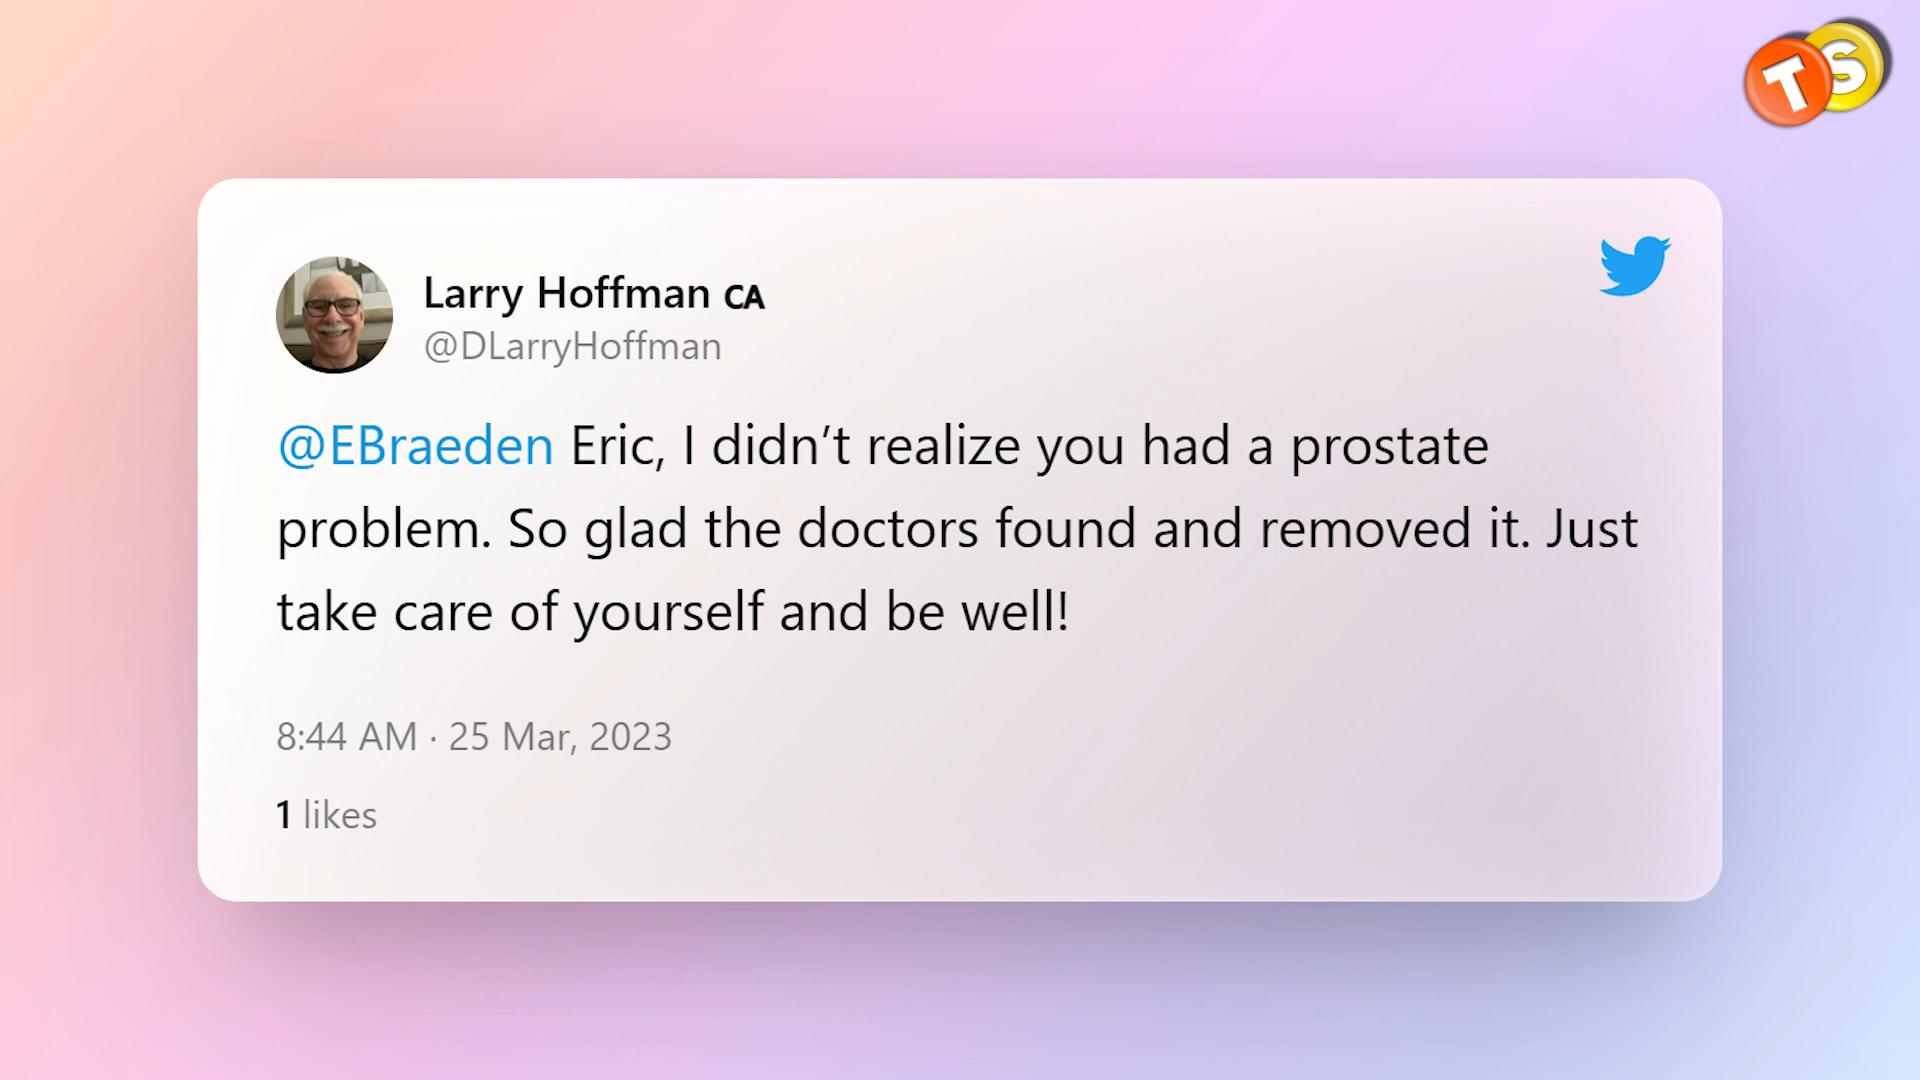 TS
Larry Hoffman CA
@DLarryHoffman
@EBraeden Eric, I didn’t realize you had a prostate
problem. So glad the doctors found and removed it. Just
take care of yourself and be well!
8:44 AM · 25 Mar, 2023
1 likes